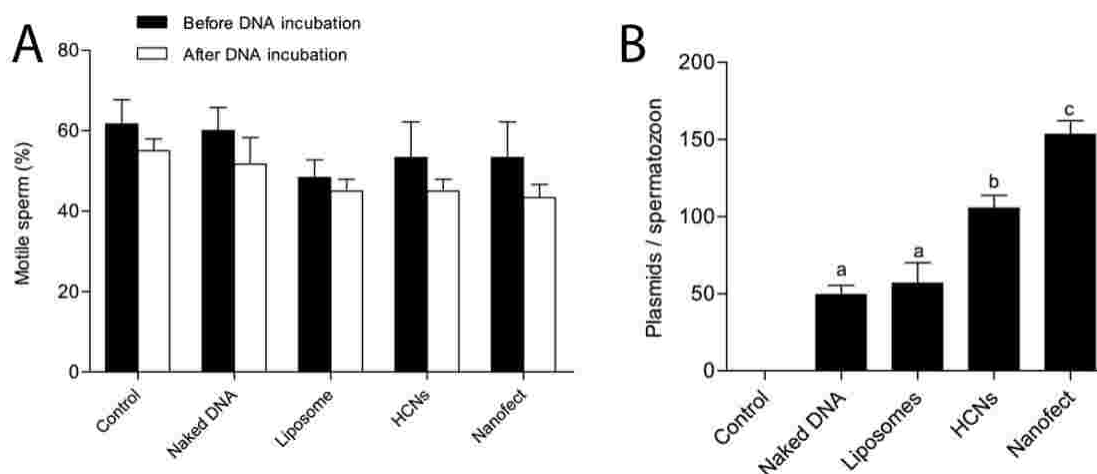 A
Before DNA incubation
After DNA incubation
Motile sperm (%)
80
60
40
20
0
Control
Naked DNA
Liposome
HCNs
Nanofect
B
Plasmids / spermatozoon
200
150
100
50
0
a
a
b
c
Control
Naked DNA
Liposomes
HCNs
Nanofect